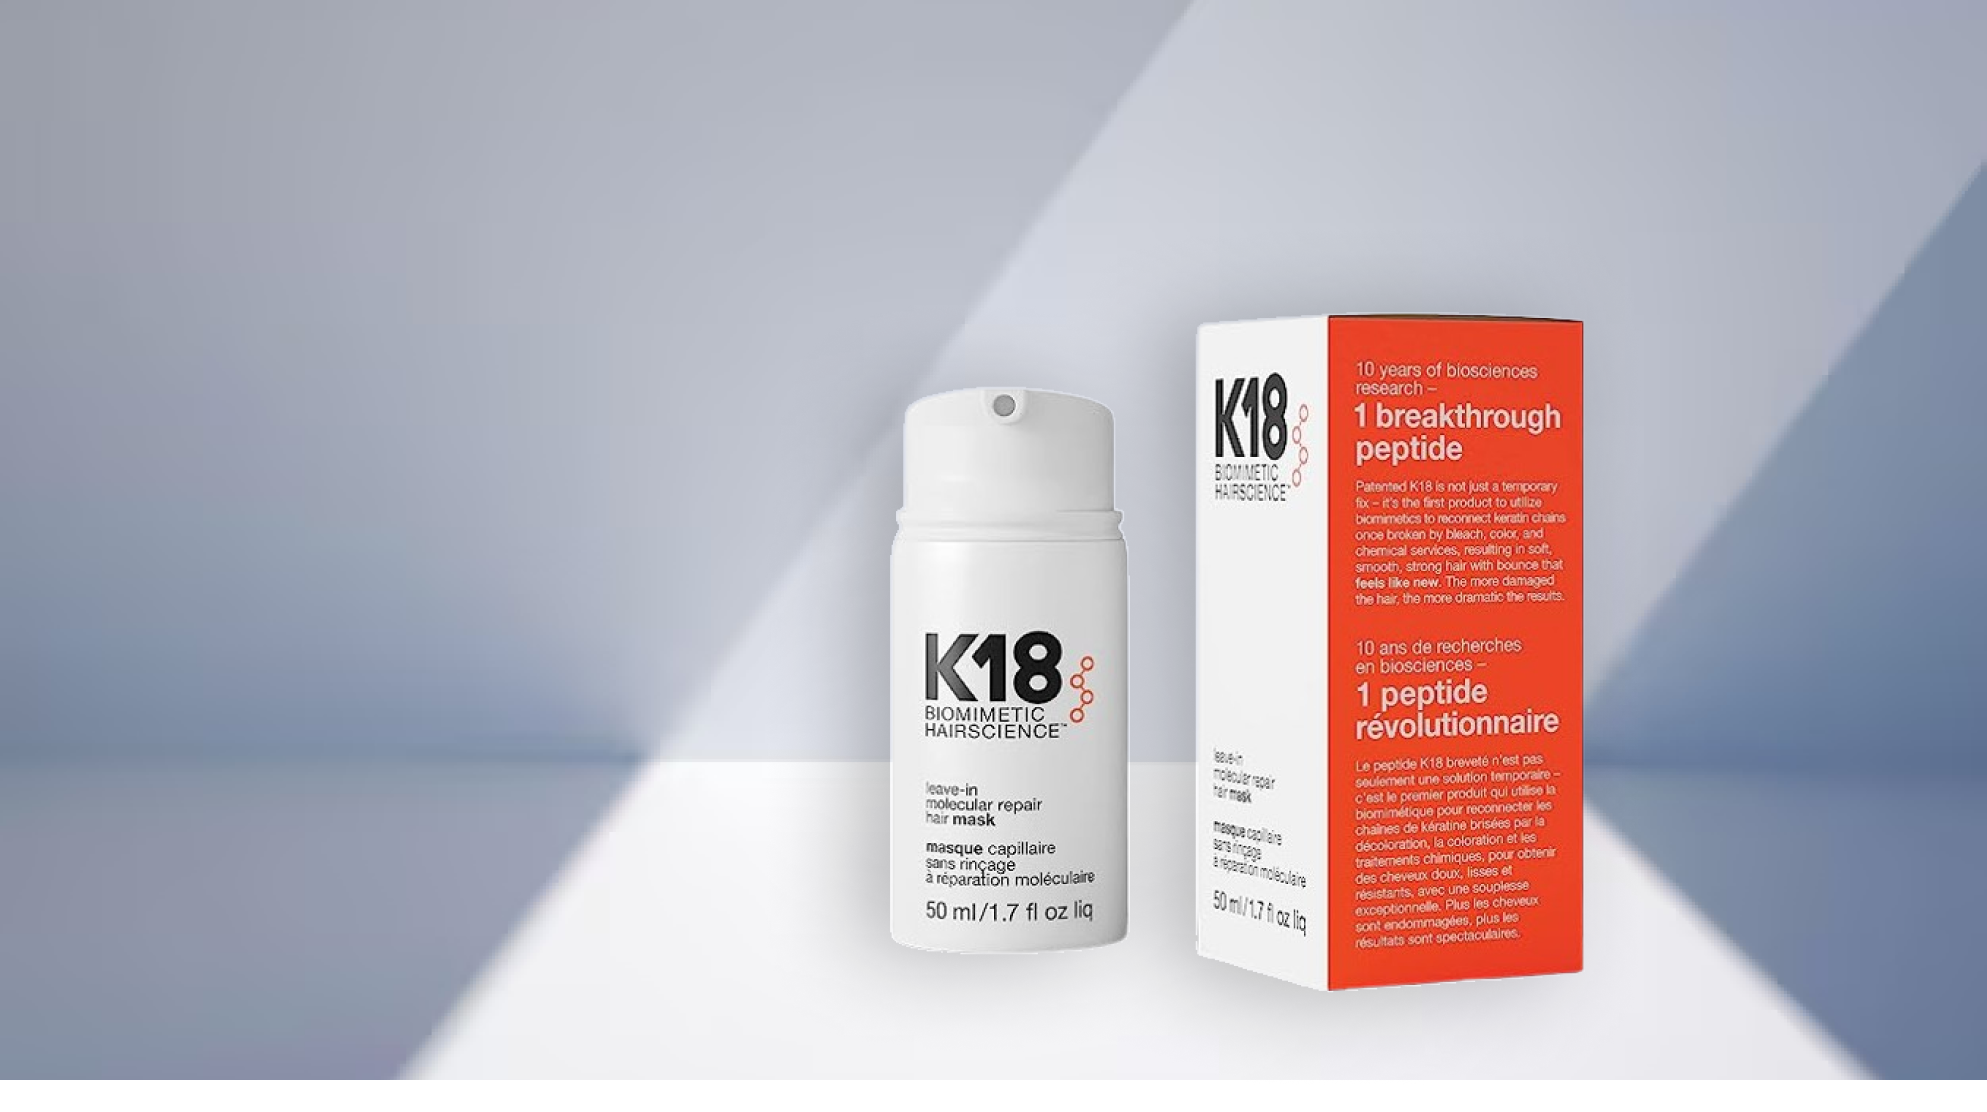 K18
BIOMIMETIC
HAIRSCIENCE™
leave-in
molecular repair
hair mask
masque capillaire
sans rinçage
à réparation moléculaire
50 ml/1.7 fl oz liq
K18
BIOMIMETIC
HAIRSCIENCE™
leave-in
molecular repair
hair mask
masque capillaire
sans rinçage
à réparation moléculaire
50 ml/1.7 fl oz liq
10 years of biosciences
research –
1 breakthrough
peptide
Patented K18 is not just a temporary
fix – it's the first product to utilize
biomimetics to reconnect keratin chains
once broken by bleach, color, and
chemical services, resulting in soft,
smooth, strong hair with bounce that
feels like new. The more damaged
the hair, the more dramatic the results.
10 ans de recherches
en biosciences –
1 peptide
révolutionnaire
Le peptide K18 breveté n'est pas
seulement une solution temporaire –
c'est le premier produit qui utilise la
biomimétique pour reconnecter les
chaînes de kératine brisées par la
décoloration, la coloration et les
traitements chimiques, pour obtenir
des cheveux doux, lisses et
résistants, avec une souplesse
exceptionnelle. Plus les cheveux
sont endommagées, plus les
résultats sont spectaculaires.